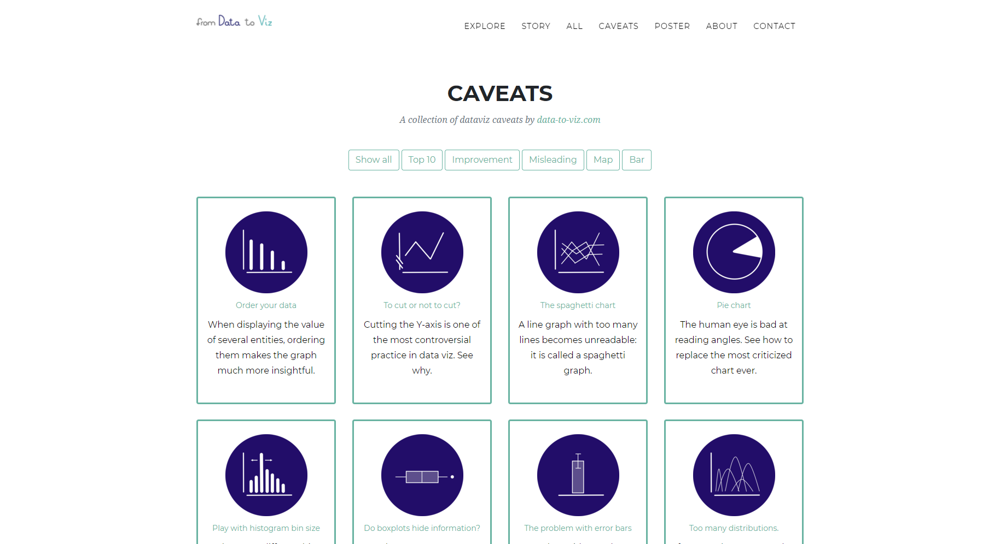 from Data to Viz
EXPLORE STORY ALL CAVEATS POSTER ABOUT CONTACT
CAVEATS
A collection of dataviz caveats by data-to-viz.com
Show all Top 10 Improvement Misleading Map Bar
Order your data
When displaying the value
of several entities, ordering
them makes the graph
much more insightful.
To cut or not to cut?
Cutting the Y-axis is one of
the most controversial
practice in data viz. See
why.
The spaghetti chart
A line graph with too many
lines becomes unreadable:
it is called a spaghetti
graph.
Pie chart
The human eye is bad at
reading angles. See how to
replace the most criticized
chart ever.
Play with histogram bin size
Do boxplots hide information?
The problem with error bars
Too many distributions.